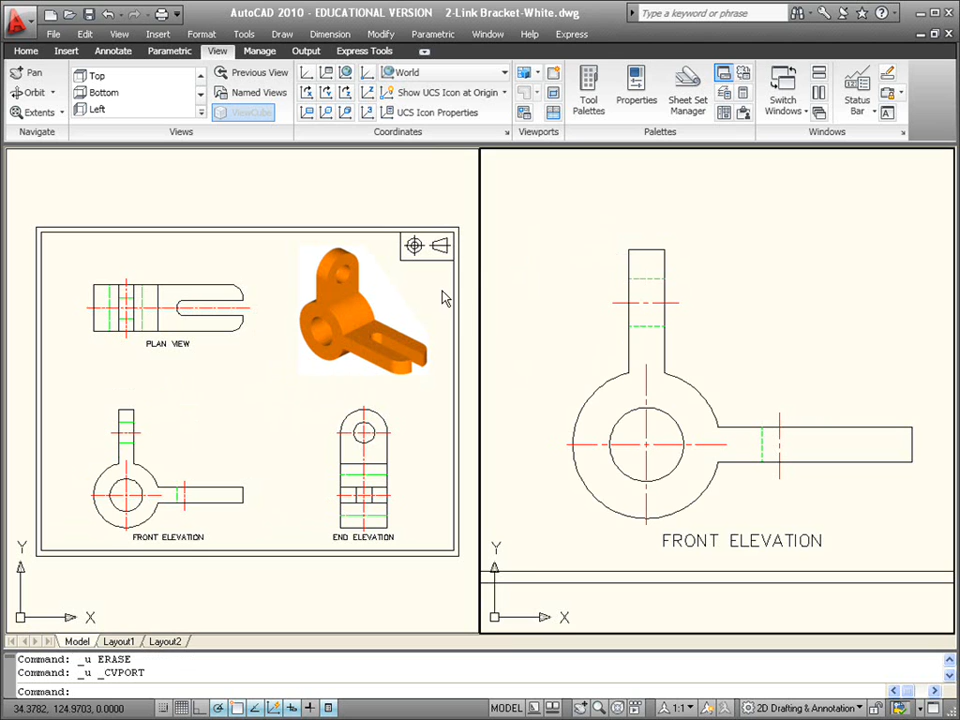 AutoCAD 2010 - EDUCATIONAL VERSION 2-Link Bracket-White.dwg
Type a keyword or phrase
File Edit View Insert Format Tools Draw Dimension Modify Parametric Window Help Express
Home Insert Annotate Parametric View Manage Output Express Tools
Pan Top Previous View World
Orbit Bottom Named Views Show UCS Icon at Origin
Extents Left ViewCube UCS Icon Properties
Tool Palettes
Properties
Sheet Set Manager
Switch Windows
Status Bar
Navigate Views Coordinates Viewports Palettes Windows
PLAN VIEW
FRONT ELEVATION
END ELEVATION
Y
X
FRONT ELEVATION
Y
X
Model Layout1 Layout2
Command: _u ERASE
Command: _u _CVPORT
Command:
34.3782, 124.9703, 0.0000 MODEL 1:1 2D Drafting & Annotation